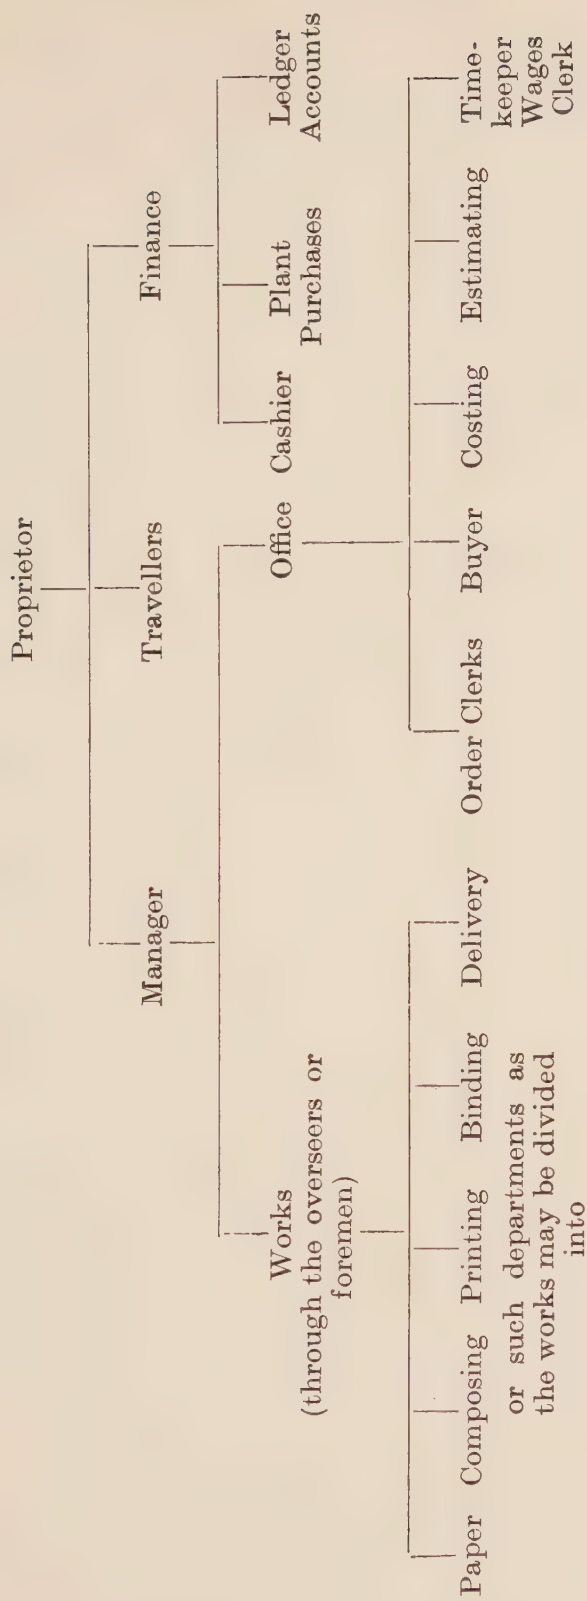 Proprietor
Manager Travellers Finance
Works Office Cashier Plant Ledger
(through the overseers or Purchases Accounts
foremen)
Paper Composing Printing Binding Delivery Order Clerks Buyer Costing Estimating Time-
or such departments as keeper
the works may be divided Wages
into Clerk